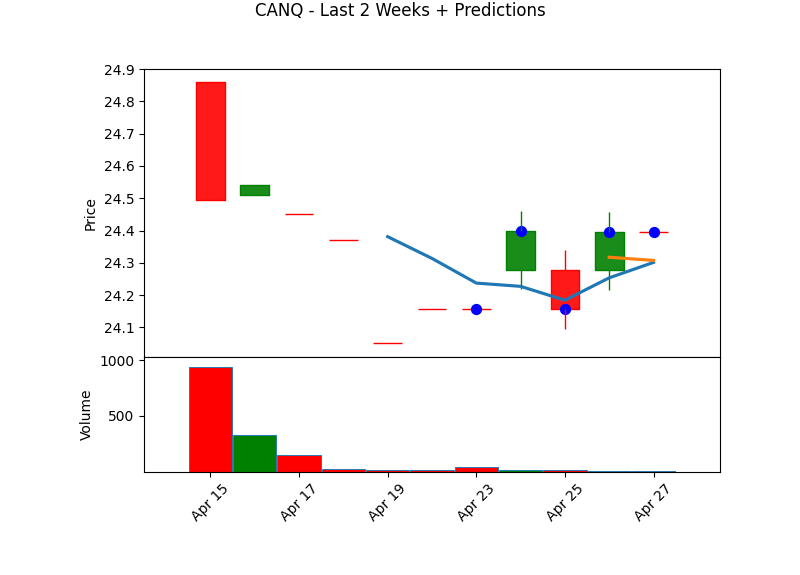 CANQ - Last 2 Weeks + Predictions
24.9
24.8
24.7
24.6
24.5
24.4
24.3
24.2
24.1
Price
1000
500
Volume
Apr 15
Apr 17
Apr 19
Apr 23
Apr 25
Apr 27